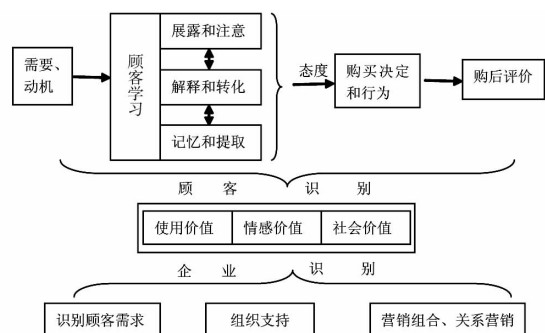 需要、
动机
顾客学习
展露和注意
解释和转化
记忆和提取
态度
购买决定
和行为
购后评价
顾 客 识 别
使用价值 情感价值 社会价值
企 业 识 别
识别顾客需求 组织支持 营销组合、关系营销